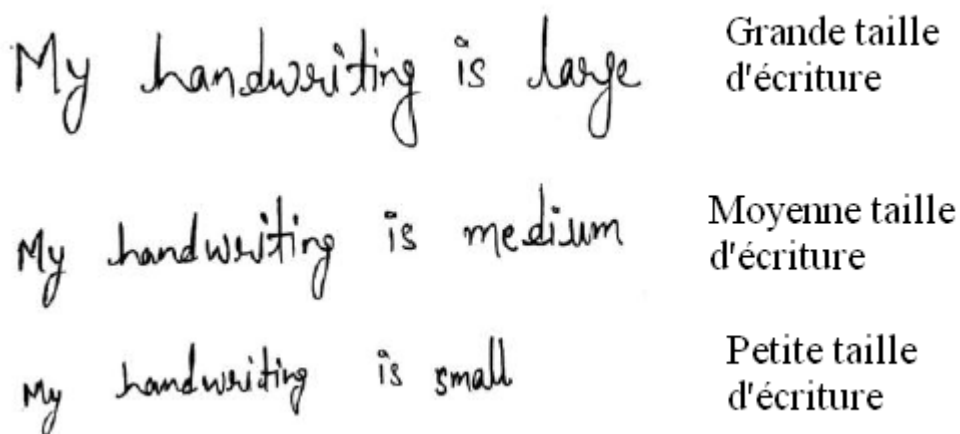 My handwriting is large
Grande taille
d'écriture
My handwriting is medium
Moyenne taille
d'écriture
My handwriting is small
Petite taille
d'écriture